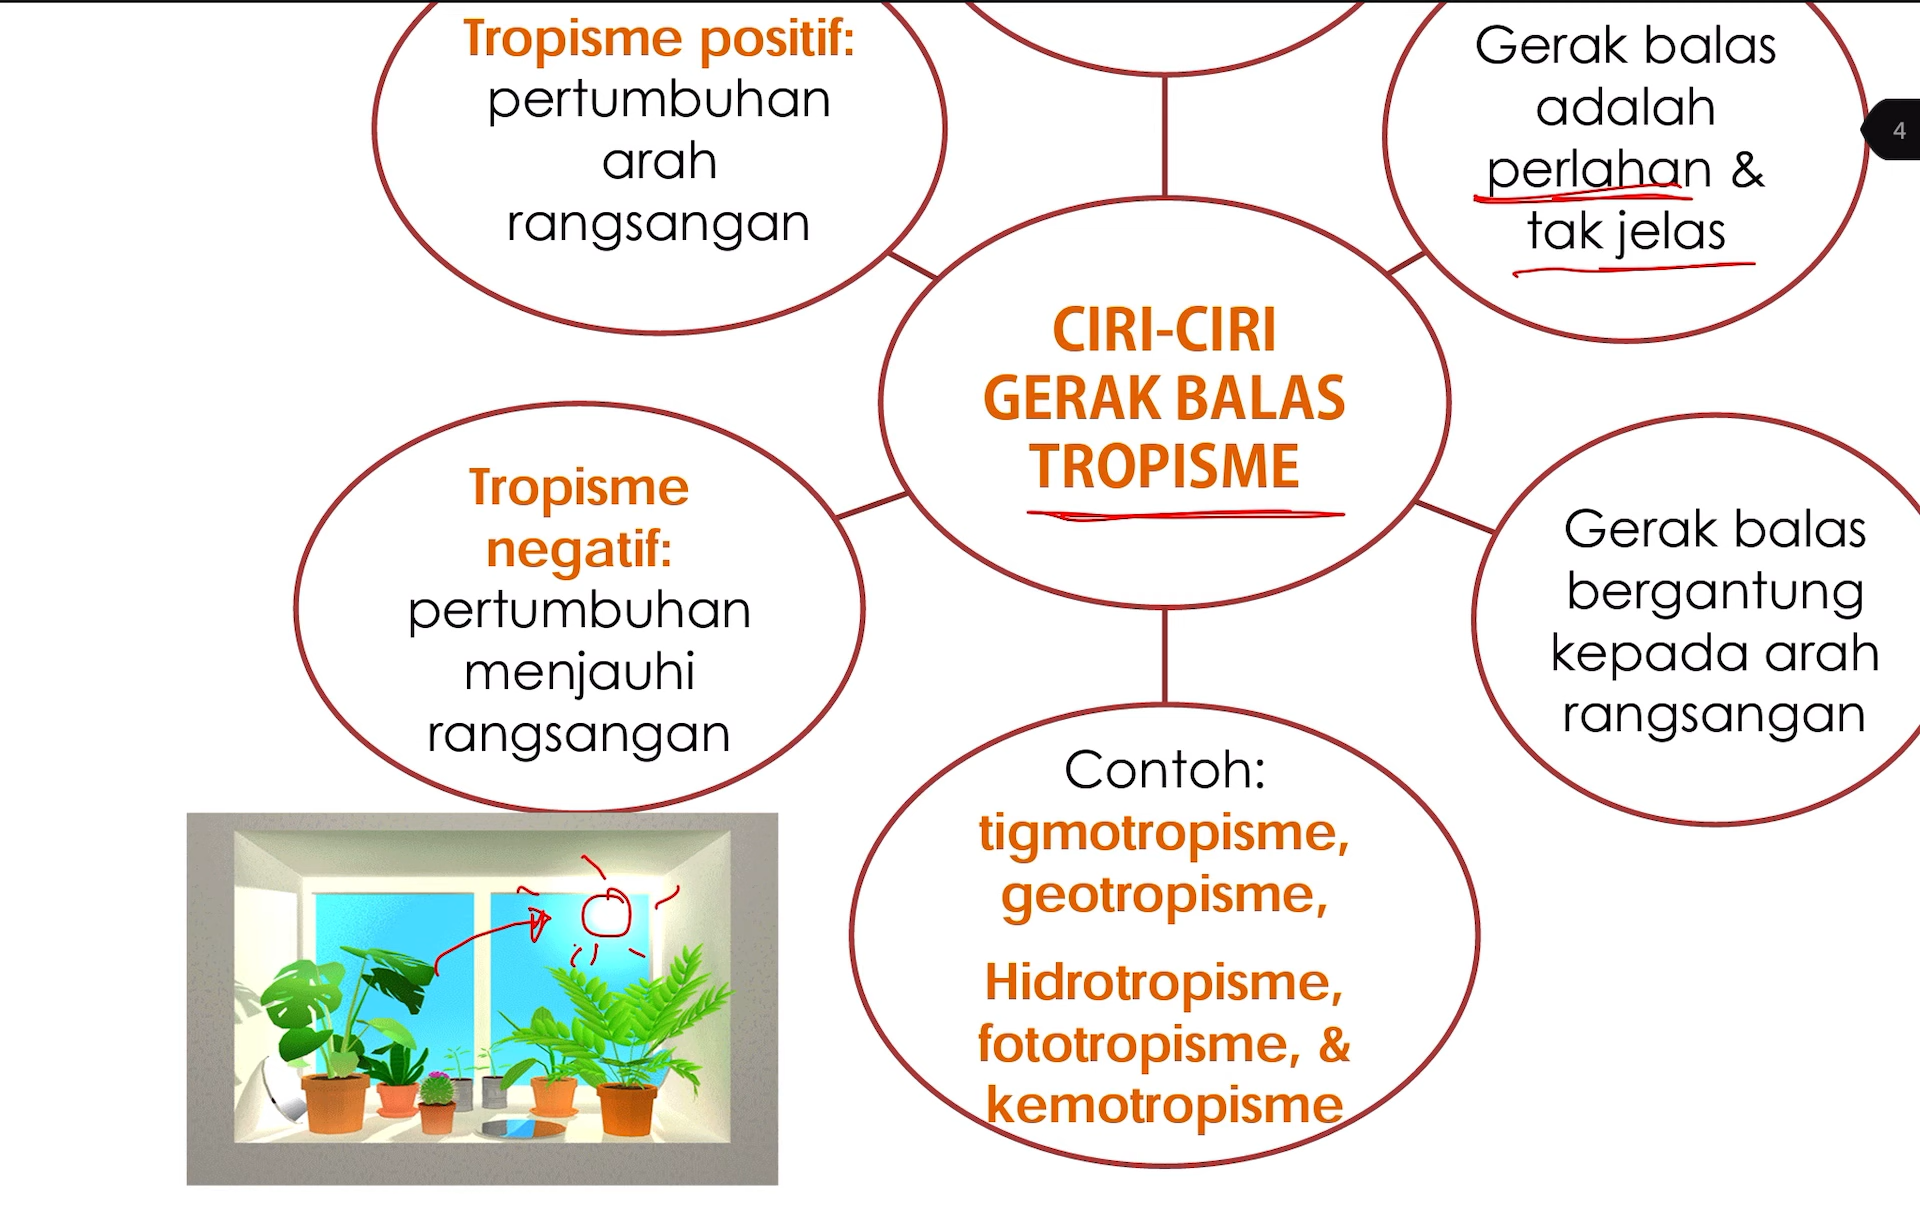 Tropisme positif:
pertumbuhan
arah
rangsangan
Gerak balas
adalah
perlahan &
tak jelas
4
CIRI-CIRI
GERAK BALAS
TROPISME
Tropisme
negatif:
pertumbuhan
menjauhi
rangsangan
Gerak balas
bergantung
kepada arah
rangsangan
Contoh:
tigmotropisme,
geotropisme,
Hidrotropisme,
fototropisme, &
kemotropisme